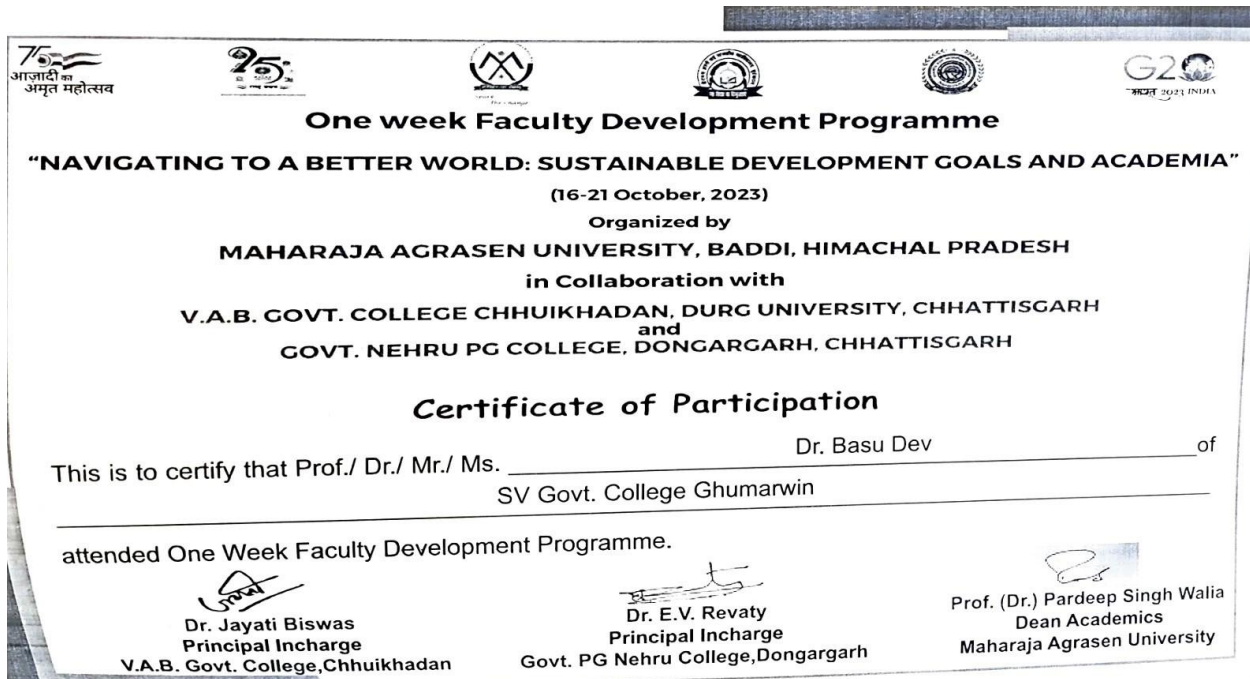 75
आज़ादी का
अमृत महोत्सव
25
G20
भारत 2023 INDIA
One week Faculty Development Programme
“NAVIGATING TO A BETTER WORLD: SUSTAINABLE DEVELOPMENT GOALS AND ACADEMIA”
(16-21 October, 2023)
Organized by
MAHARAJA AGRASEN UNIVERSITY, BADDI, HIMACHAL PRADESH
in Collaboration with
V.A.B. GOVT. COLLEGE CHHUIKHADAN, DURG UNIVERSITY, CHHATTISGARH
and
GOVT. NEHRU PG COLLEGE, DONGARGARH, CHHATTISGARH
Certificate of Participation
This is to certify that Prof./ Dr./ Mr./ Ms. Dr. Basu Dev of
SV Govt. College Ghumarwin
attended One Week Faculty Development Programme.
Dr. Jayati Biswas
Principal Incharge
V.A.B. Govt. College,Chhuikhadan
Dr. E.V. Revaty
Principal Incharge
Govt. PG Nehru College,Dongargarh
Prof. (Dr.) Pardeep Singh Walia
Dean Academics
Maharaja Agrasen University